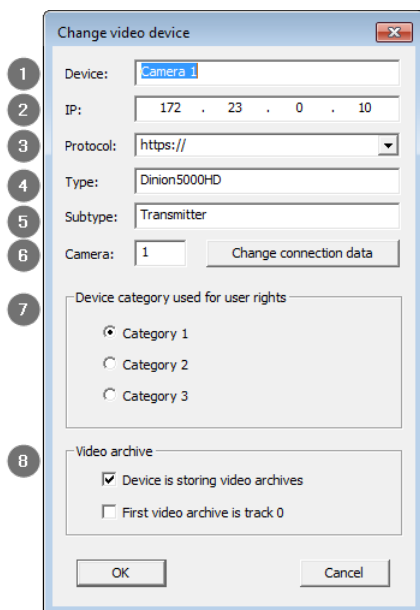 Change video device
1 Device: Camera 1
2 IP: 172 . 23 . 0 . 10
3 Protocol: https://
4 Type: Dinion5000HD
5 Subtype: Transmitter
6 Camera: 1 Change connection data
7 Device category used for user rights
Category 1
Category 2
Category 3
8 Video archive
Device is storing video archives
First video archive is track 0
OK Cancel